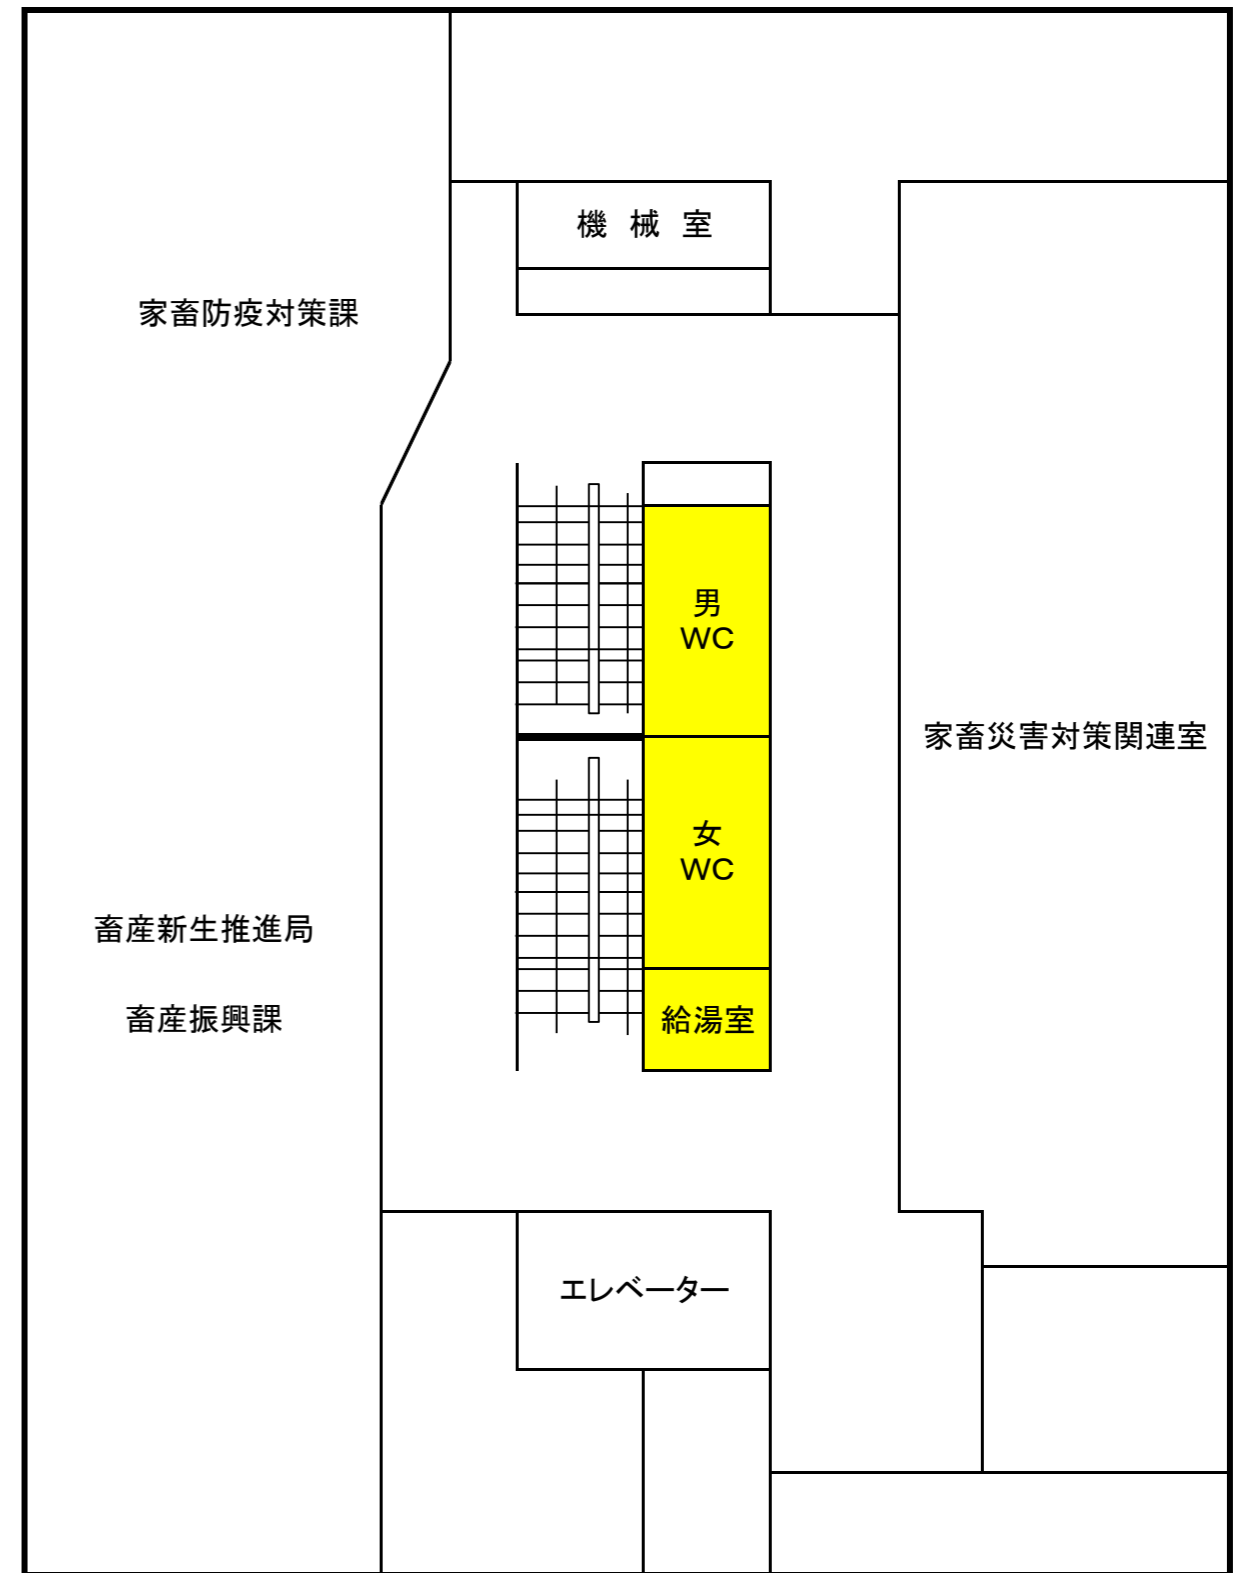 機 械 室
家畜防疫対策課
男
WC
家畜災害対策関連室
女
WC
畜産新生推進局
畜産振興課
給湯室
エレベーター